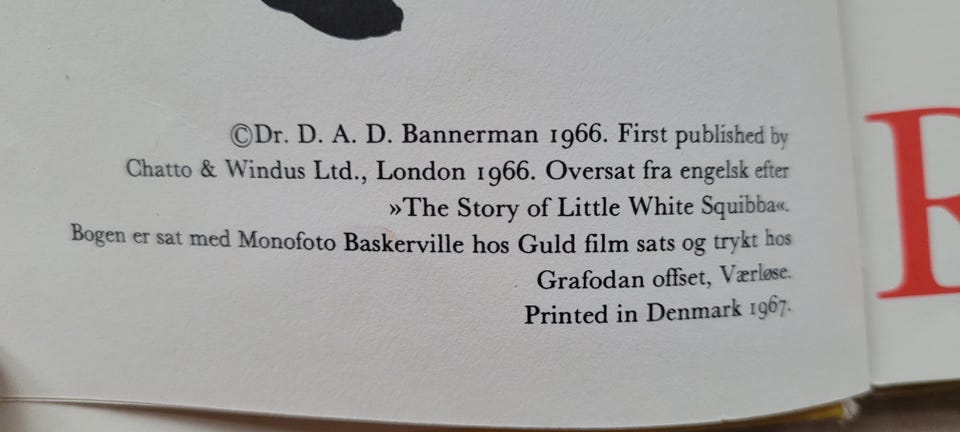 ©Dr. D. A. D. Bannerman 1966. First published by
Chatto & Windus Ltd., London 1966. Oversat fra engelsk efter
»The Story of Little White Squibba«.
Bogen er sat med Monofoto Baskerville hos Guld film sats og trykt hos
Grafodan offset, Værløse.
Printed in Denmark 1967.